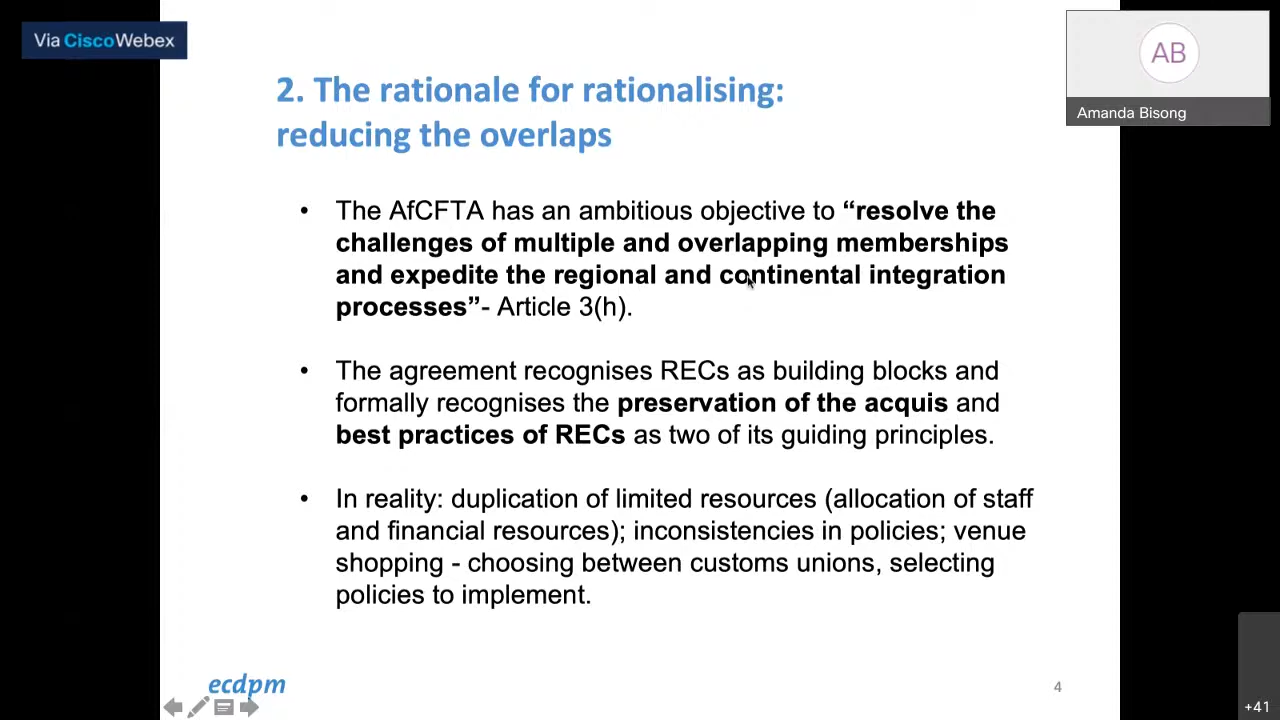 Via CiscoWebex
AB
Amanda Bisong
2. The rationale for rationalising:
reducing the overlaps
• The AfCFTA has an ambitious objective to “resolve the
challenges of multiple and overlapping memberships
and expedite the regional and continental integration
processes”- Article 3(h).
• The agreement recognises RECs as building blocks and
formally recognises the preservation of the acquis and
best practices of RECs as two of its guiding principles.
• In reality: duplication of limited resources (allocation of staff
and financial resources); inconsistencies in policies; venue
shopping - choosing between customs unions, selecting
policies to implement.
ecdpm
4
+41